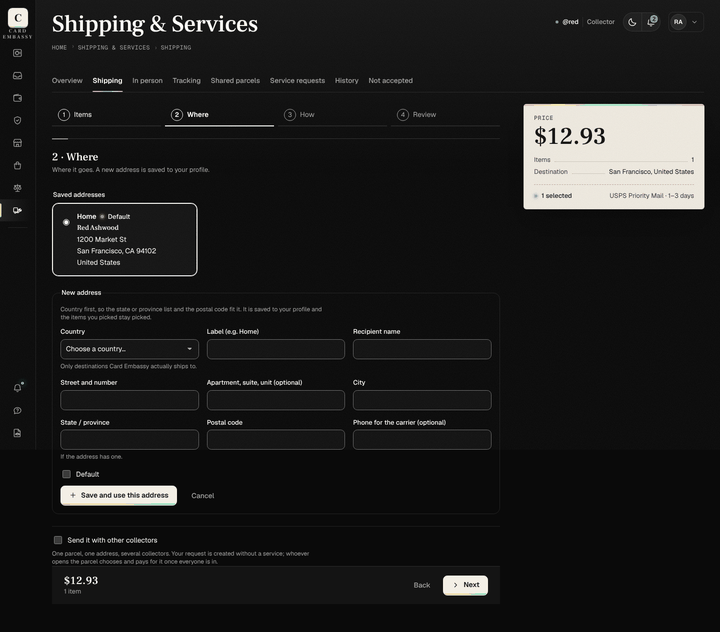 C
CARD
EMBASSY
Shipping & Services
HOME › SHIPPING & SERVICES › SHIPPING
@red
Collector
2
RA
Overview
Shipping
In person
Tracking
Shared parcels
Service requests
History
Not accepted
1 Items
2 Where
3 How
4 Review
2 · Where
Where it goes. A new address is saved to your profile.
Saved addresses
Home Default
Red Ashwood
1200 Market St
San Francisco, CA 94102
United States
New address
Country first, so the state or province list and the postal code fit it. It is saved to your profile and
the items you picked stay picked.
Country
Label (e.g. Home)
Recipient name
Choose a country...
Only destinations Card Embassy actually ships to.
Street and number
Apartment, suite, unit (optional)
City
State / province
Postal code
Phone for the carrier (optional)
If the address has one.
Default
+ Save and use this address
Cancel
Send it with other collectors
One parcel, one address, several collectors. Your request is created without a service; whoever
opens the parcel chooses and pays for it once everyone is in.
$12.93
1 item
Back
Next
PRICE
$12.93
Items 1
Destination San Francisco, United States
1 selected USPS Priority Mail · 1–3 days